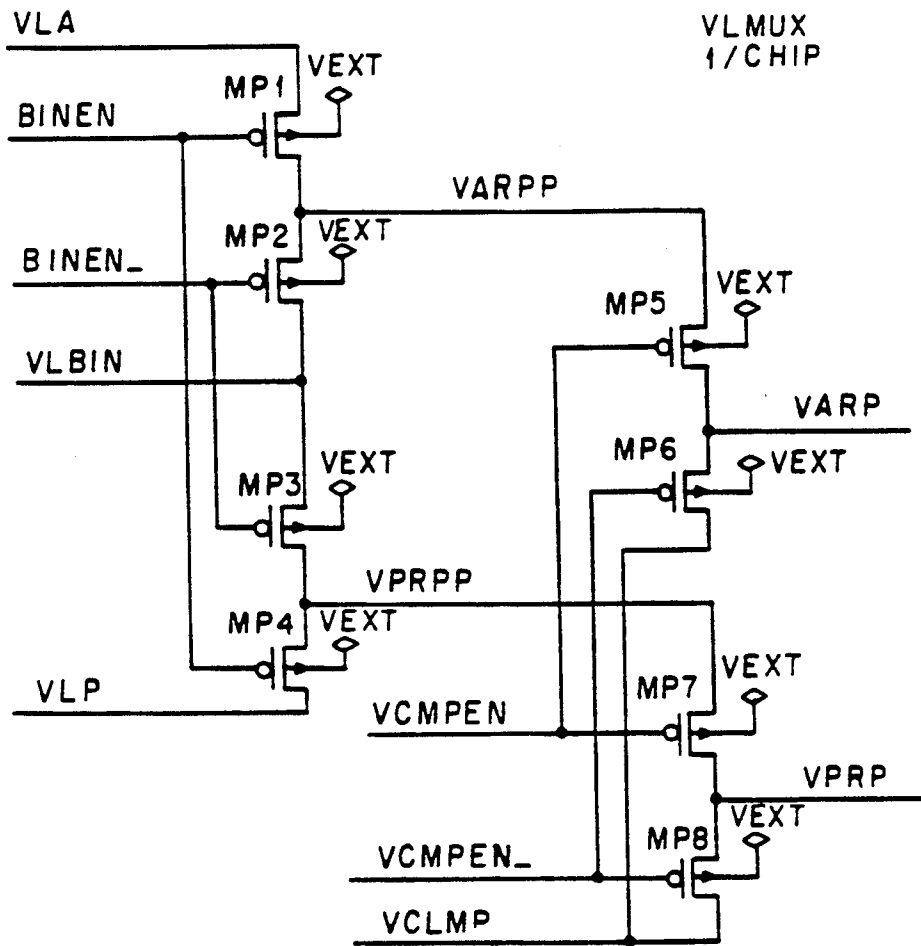 VLA
VLMUX
1/CHIP
VEXT
MP1
BINEN
VARPP
VEXT
MP2
BINEN_
VEXT
MP5
VLBIN
VARP
MP6
VEXT
VEXT
MP3
VPRPP
VEXT
MP4
VEXT
MP7
VLP
VCMPEN
VPRP
VEXT
MP8
VCMPEN_
VCLMP